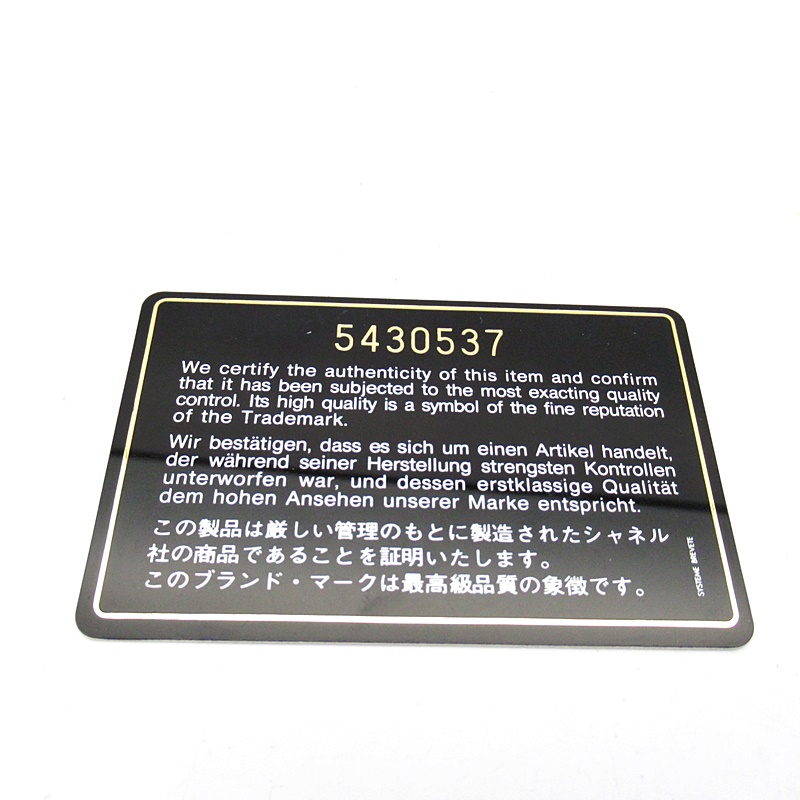 5430537
We certify the authenticity of this item and confirm
that it has been subjected to the most exacting quality
control. Its high quality is a symbol of the fine reputation
of the Trademark.
Wir bestätigen, dass es sich um einen Artikel handelt,
der während seiner Herstellung strengsten Kontrollen
unterworfen war, und dessen erstklassige Qualität
dem hohen Ansehen unserer Marke entspricht.
この製品は厳しい管理のもとに製造されたシャネル
社の商品であることを証明いたします。
このブランド・マークは最高級品質の象徴です。
SYSTEME BREVETE